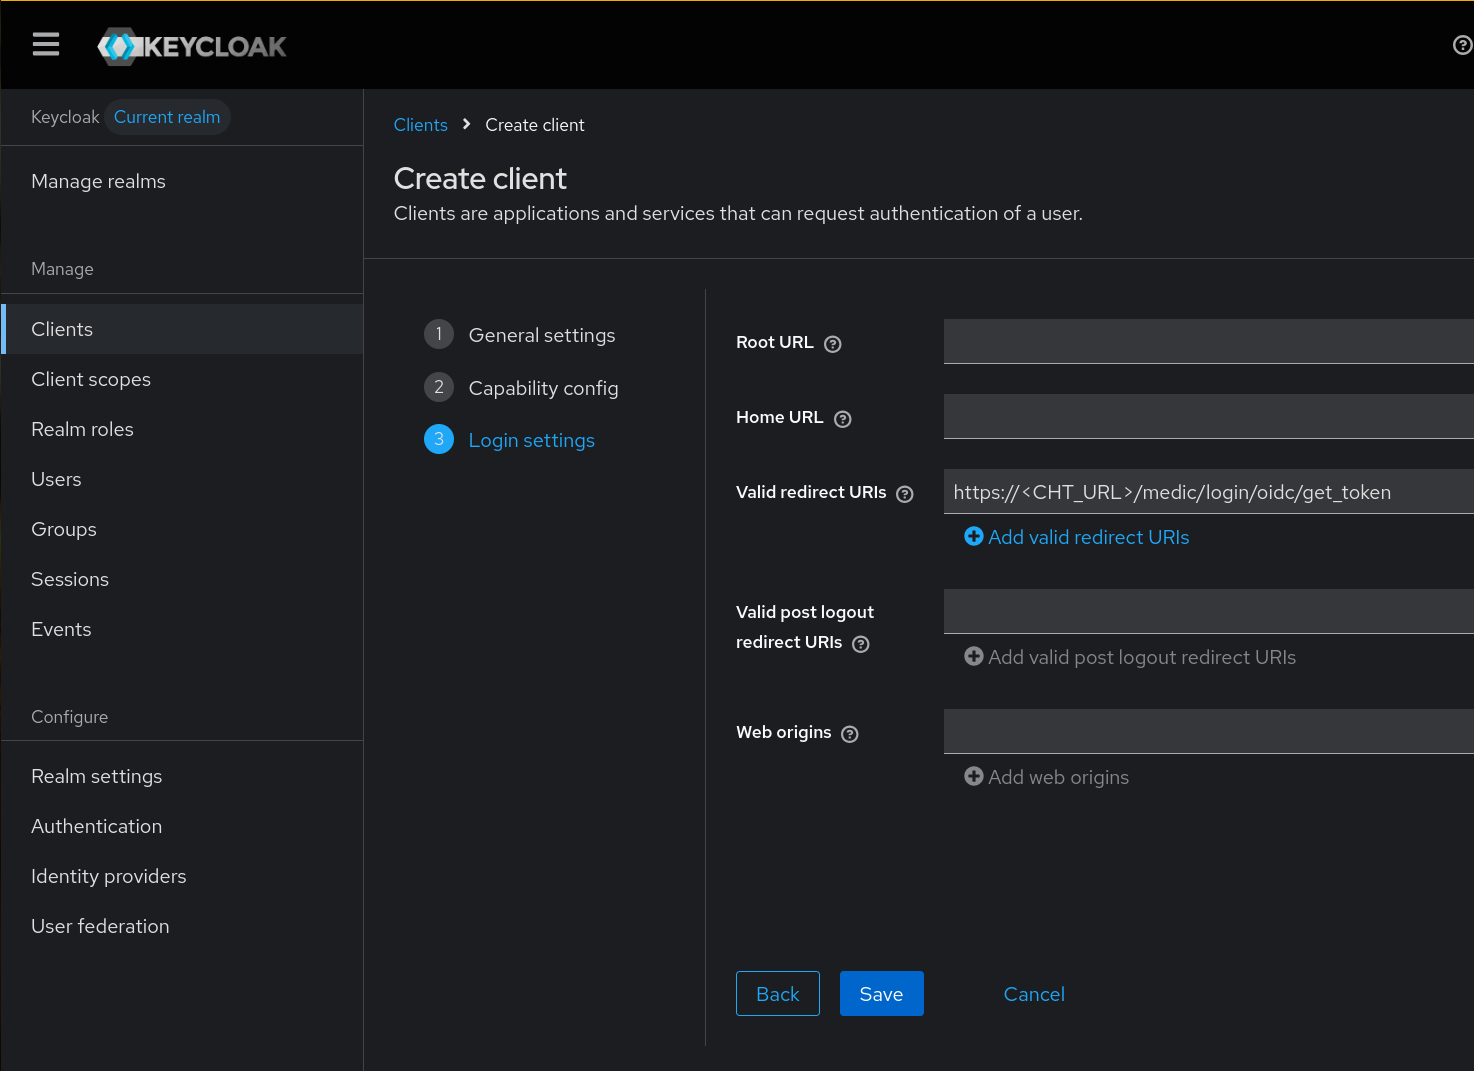 KEYCLOAK
Keycloak Current realm
Manage realms
Manage
Clients
Client scopes
Realm roles
Users
Groups
Sessions
Events
Configure
Realm settings
Authentication
Identity providers
User federation
Clients > Create client
Create client
Clients are applications and services that can request authentication of a user.
1 General settings
2 Capability config
3 Login settings
Root URL
Home URL
Valid redirect URIs
https://<CHT_URL>/medic/login/oidc/get_token
Add valid redirect URIs
Valid post logout
redirect URIs
Add valid post logout redirect URIs
Web origins
Add web origins
Back Save Cancel